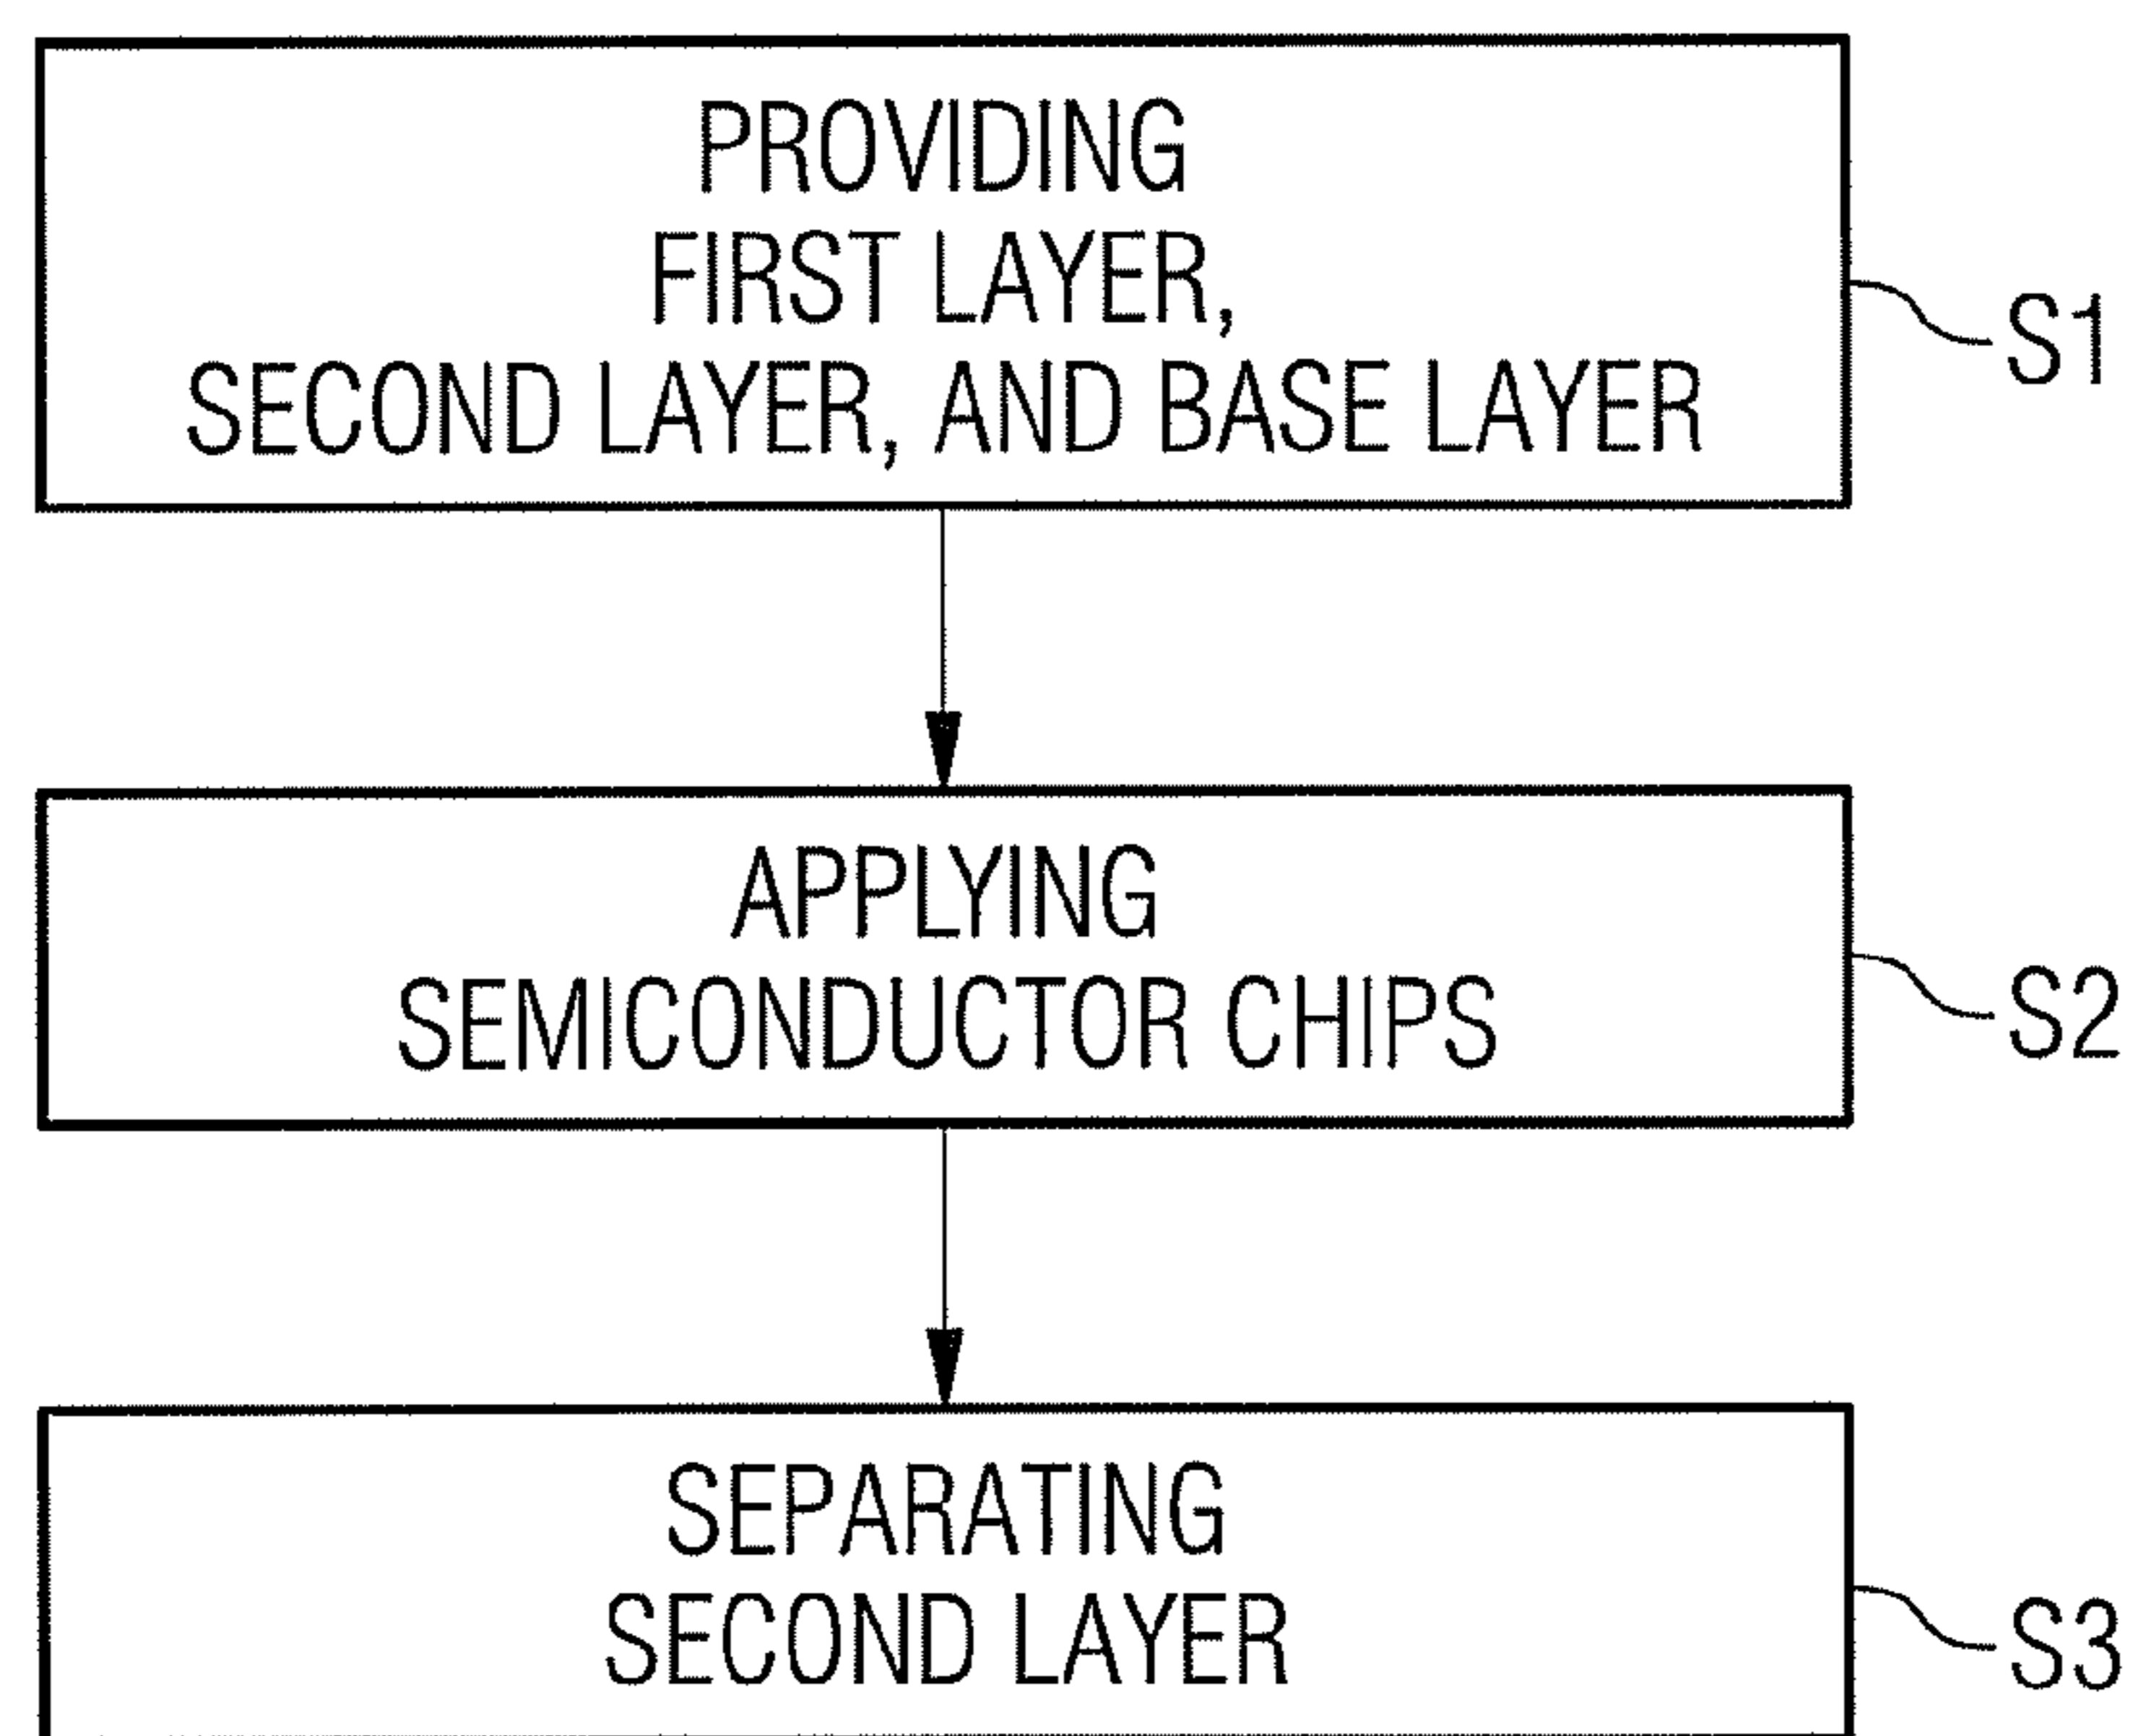 PROVIDING
FIRST LAYER,
SECOND LAYER, AND BASE LAYER
S1
APPLYING
SEMICONDUCTOR CHIPS
S2
SEPARATING
SECOND LAYER
S3